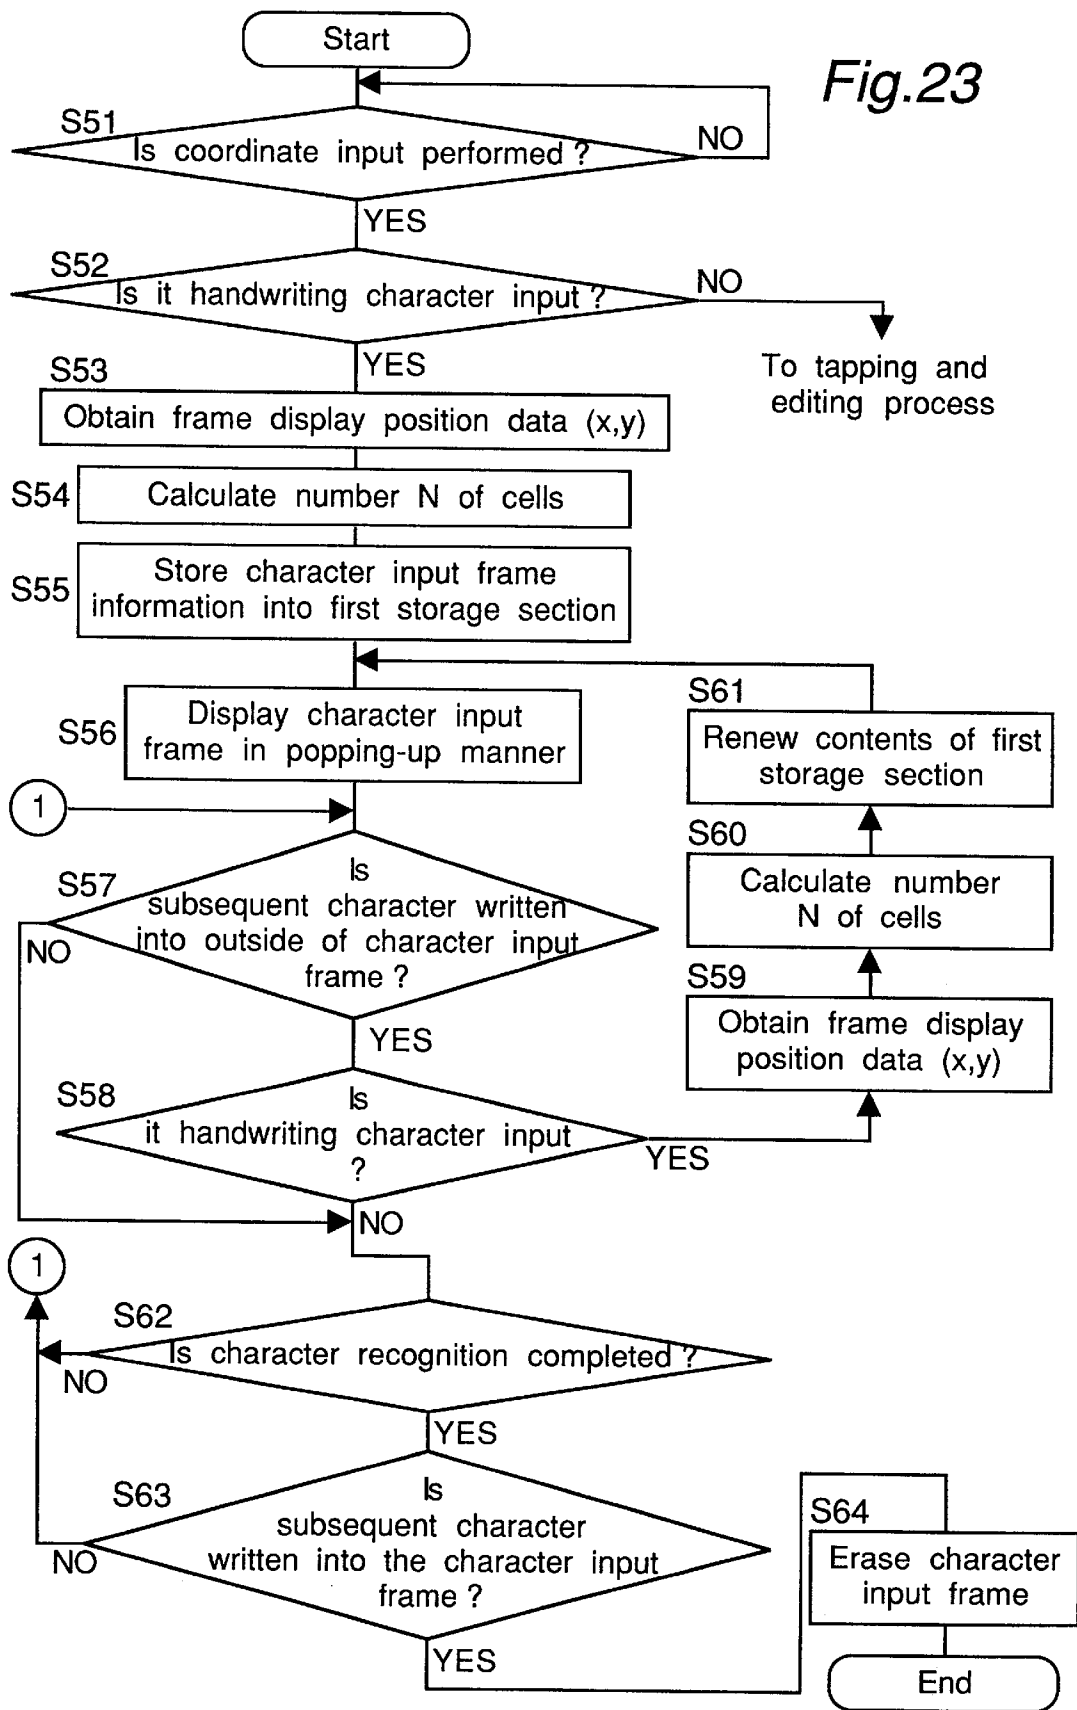 Start
Fig.23
S51
Is coordinate input performed ?
NO
YES
S52
Is it handwriting character input ?
NO
YES
To tapping and
editing process
S53
Obtain frame display position data (x,y)
S54
Calculate number N of cells
S55
Store character input frame
information into first storage section
S56
Display character input
frame in popping-up manner
S61
Renew contents of first
storage section
1
S60
Calculate number
N of cells
S57
Is
subsequent character written
into outside of character input
frame ?
NO
YES
S59
Obtain frame display
position data (x,y)
S58
Is
it handwriting character input
?
YES
NO
1
S62
Is character recognition completed ?
NO
YES
S63
Is
subsequent character
written into the character input
frame ?
NO
YES
S64
Erase character
input frame
End